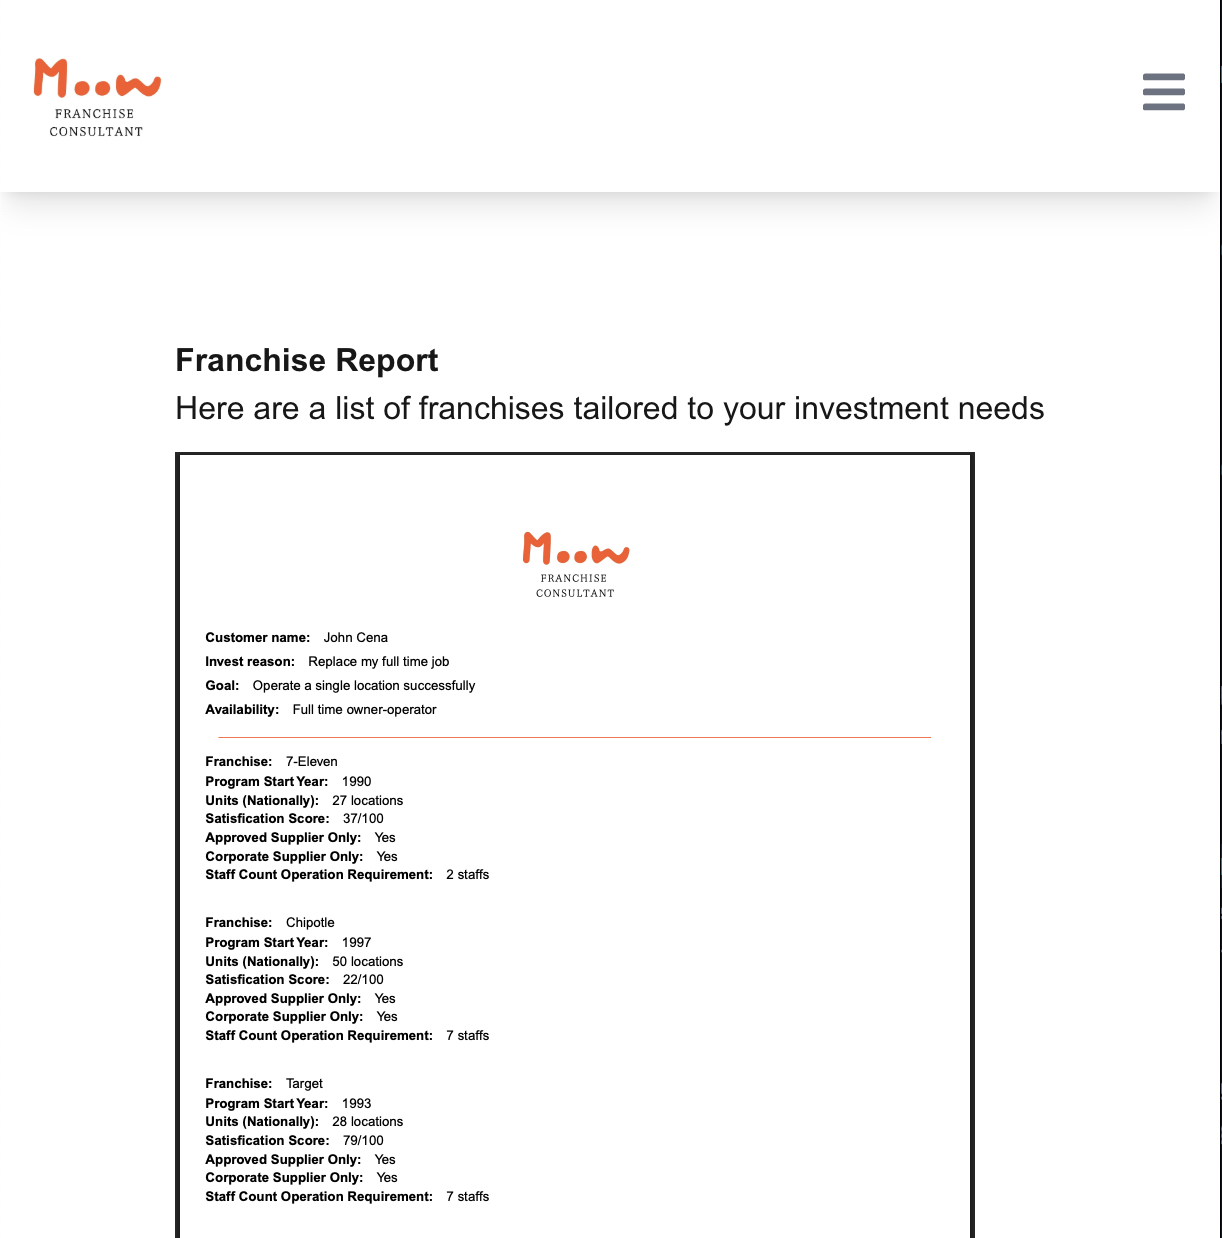 Moow
FRANCHISE
CONSULTANT
Franchise Report
Here are a list of franchises tailored to your investment needs
Moow
FRANCHISE
CONSULTANT
Customer name: John Cena
Invest reason: Replace my full time job
Goal: Operate a single location successfully
Availability: Full time owner-operator
Franchise: 7-Eleven
Program Start Year: 1990
Units (Nationally): 27 locations
Satisfication Score: 37/100
Approved Supplier Only: Yes
Corporate Supplier Only: Yes
Staff Count Operation Requirement: 2 staffs
Franchise: Chipotle
Program Start Year: 1997
Units (Nationally): 50 locations
Satisfication Score: 22/100
Approved Supplier Only: Yes
Corporate Supplier Only: Yes
Staff Count Operation Requirement: 7 staffs
Franchise: Target
Program Start Year: 1993
Units (Nationally): 28 locations
Satisfication Score: 79/100
Approved Supplier Only: Yes
Corporate Supplier Only: Yes
Staff Count Operation Requirement: 7 staffs